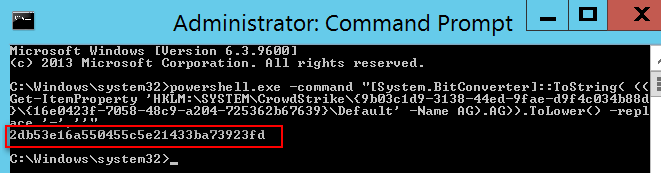 Administrator: Command Prompt
Microsoft Windows [Version 6.3.9600]
(c) 2013 Microsoft Corporation. All rights reserved.
C:\Windows\system32>powershell.exe -command "[System.BitConverter]::ToString( ((
Get-ItemProperty 'HKLM:\SYSTEM\CrowdStrike\{9b03c1d9-3138-44ed-9fae-d9f4c034b88d
}\{16e0423f-7058-48c9-a204-725362b67639}\Default' -Name AG).AG)).ToLower() -repl
ace '-',''"
2db53e16a550455c5e21433ba73923fd
C:\Windows\system32>_